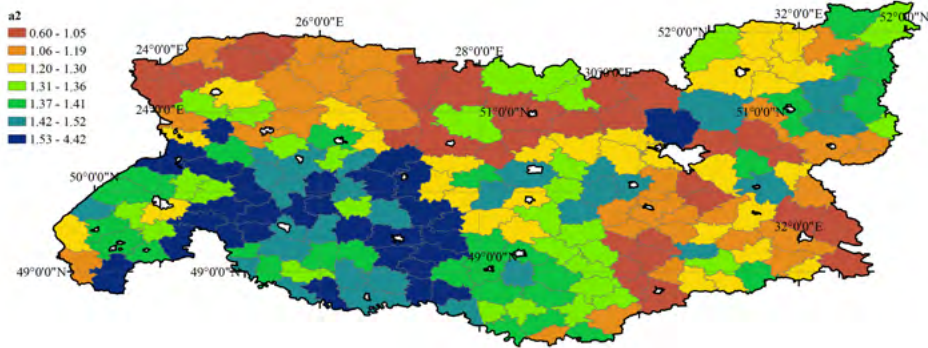 a2
0.60 - 1.05
1.06 - 1.19
1.20 - 1.30
1.31 - 1.36
1.37 - 1.41
1.42 - 1.52
1.53 - 4.42
24°0'0"E
26°0'0"E
28°0'0"E
30°0'0"E
52°0'0"N
32°0'0"E
52°0'0"N
24°0'0"E
51°0'0"N
51°0'0"N
50°0'0"N
32°0'0"E
49°0'0"N
49°0'0"N
49°0'0"N